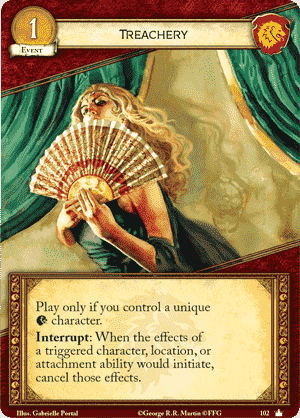 1
EVENT
TREACHERY
Play only if you control a unique
character.
Interrupt: When the effects of
a triggered character, location, or
attachment ability would initiate,
cancel those effects.
Illus. Gabrielle Portal ©George R.R. Martin ©FFG 102